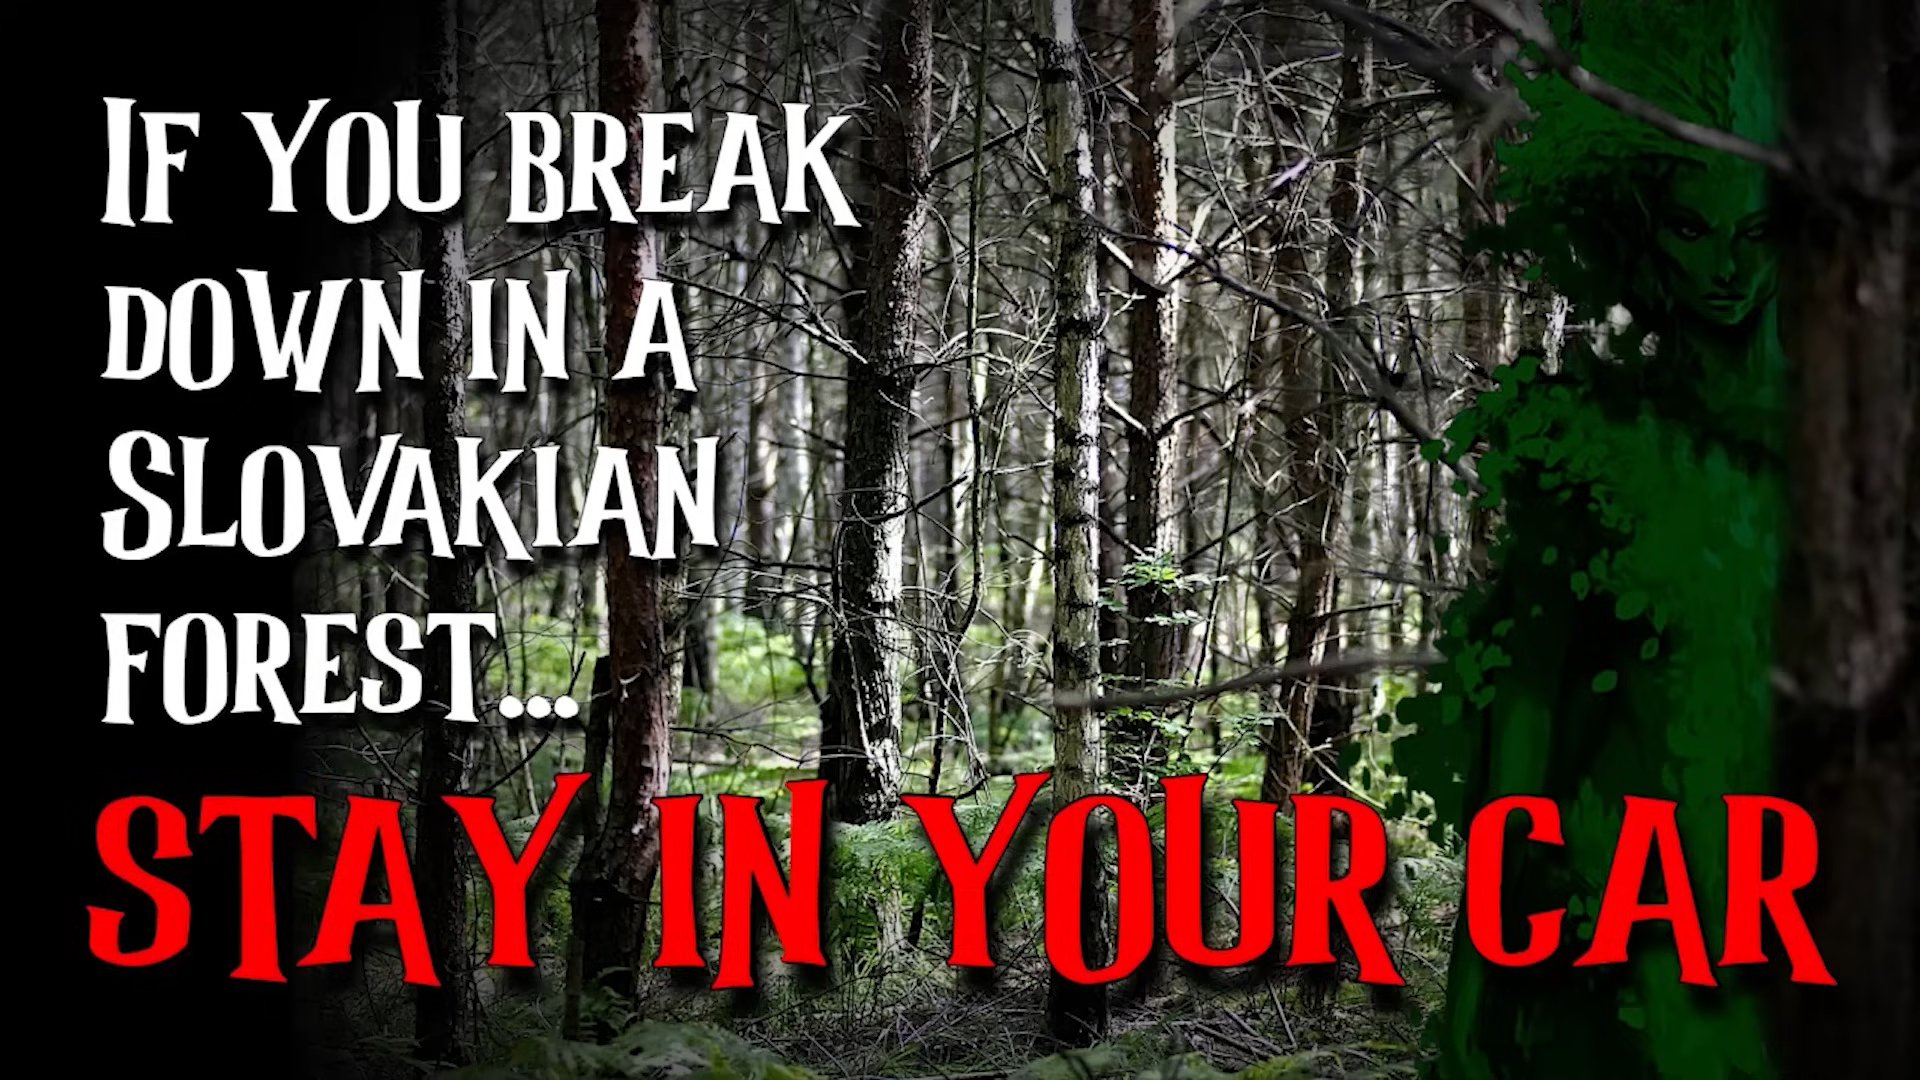 If you break
down in a
Slovakian
forest...
STAY IN YOUR CAR